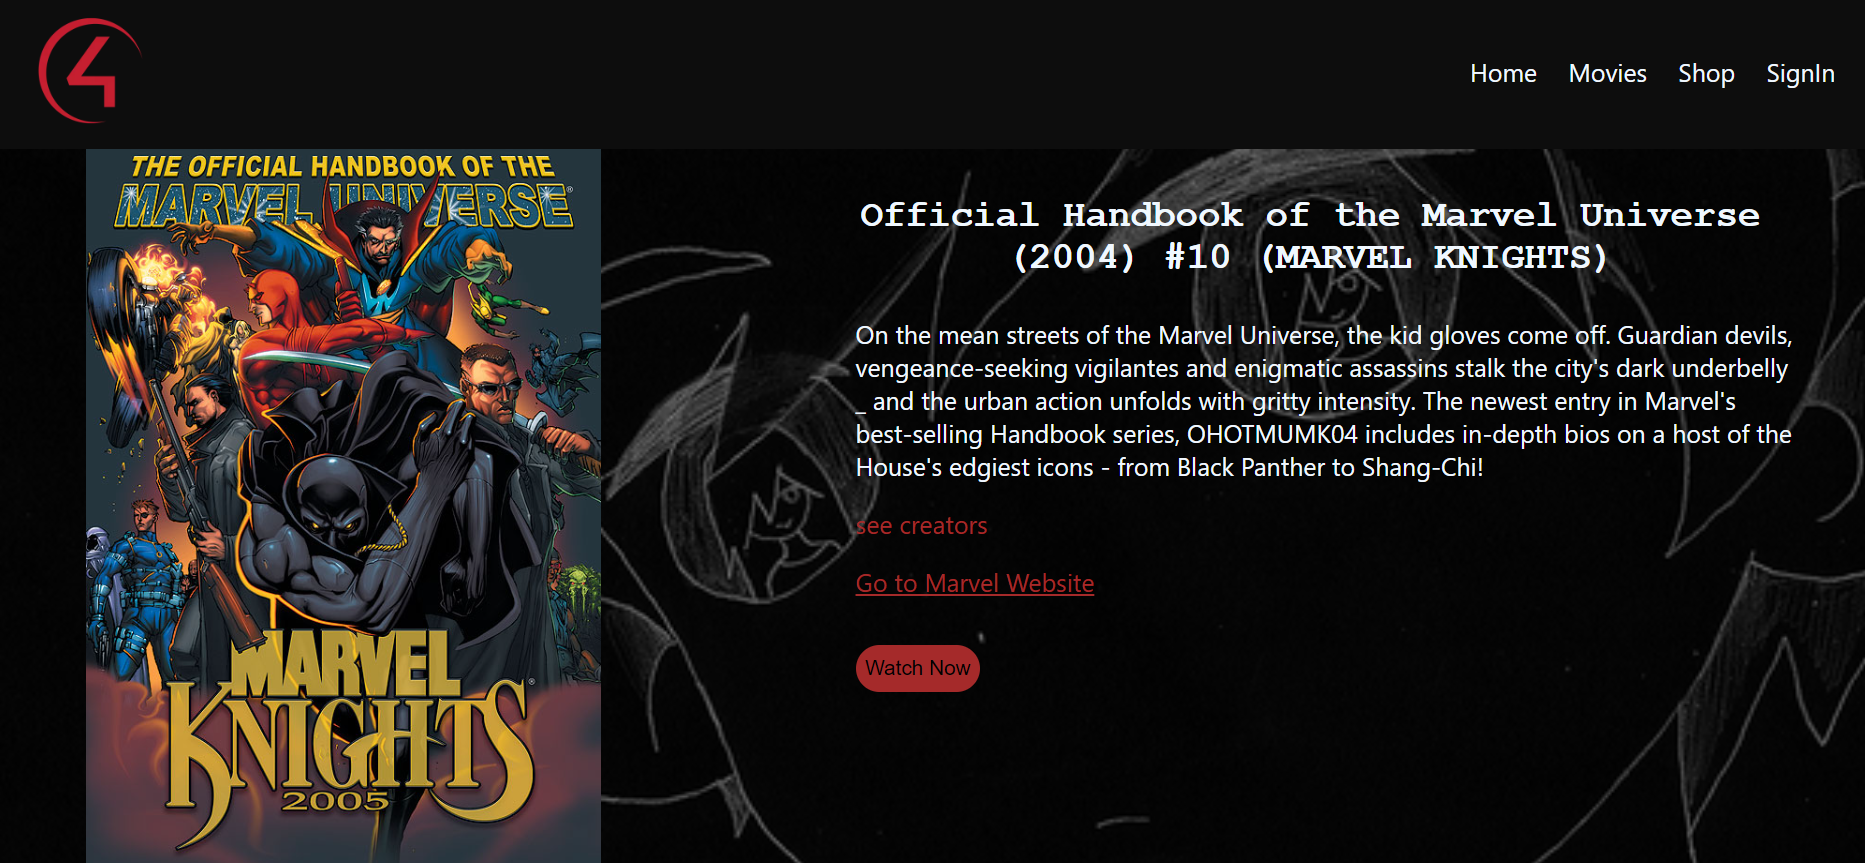 4
Home Movies Shop SignIn
THE OFFICIAL HANDBOOK OF THE
MARVEL UNIVERSE®
MARVEL
KNIGHTS®
2005
Official Handbook of the Marvel Universe
(2004) #10 (MARVEL KNIGHTS)
On the mean streets of the Marvel Universe, the kid gloves come off. Guardian devils,
vengeance-seeking vigilantes and enigmatic assassins stalk the city's dark underbelly
_ and the urban action unfolds with gritty intensity. The newest entry in Marvel's
best-selling Handbook series, OHOTMUMK04 includes in-depth bios on a host of the
House's edgiest icons - from Black Panther to Shang-Chi!
see creators
Go to Marvel Website
Watch Now